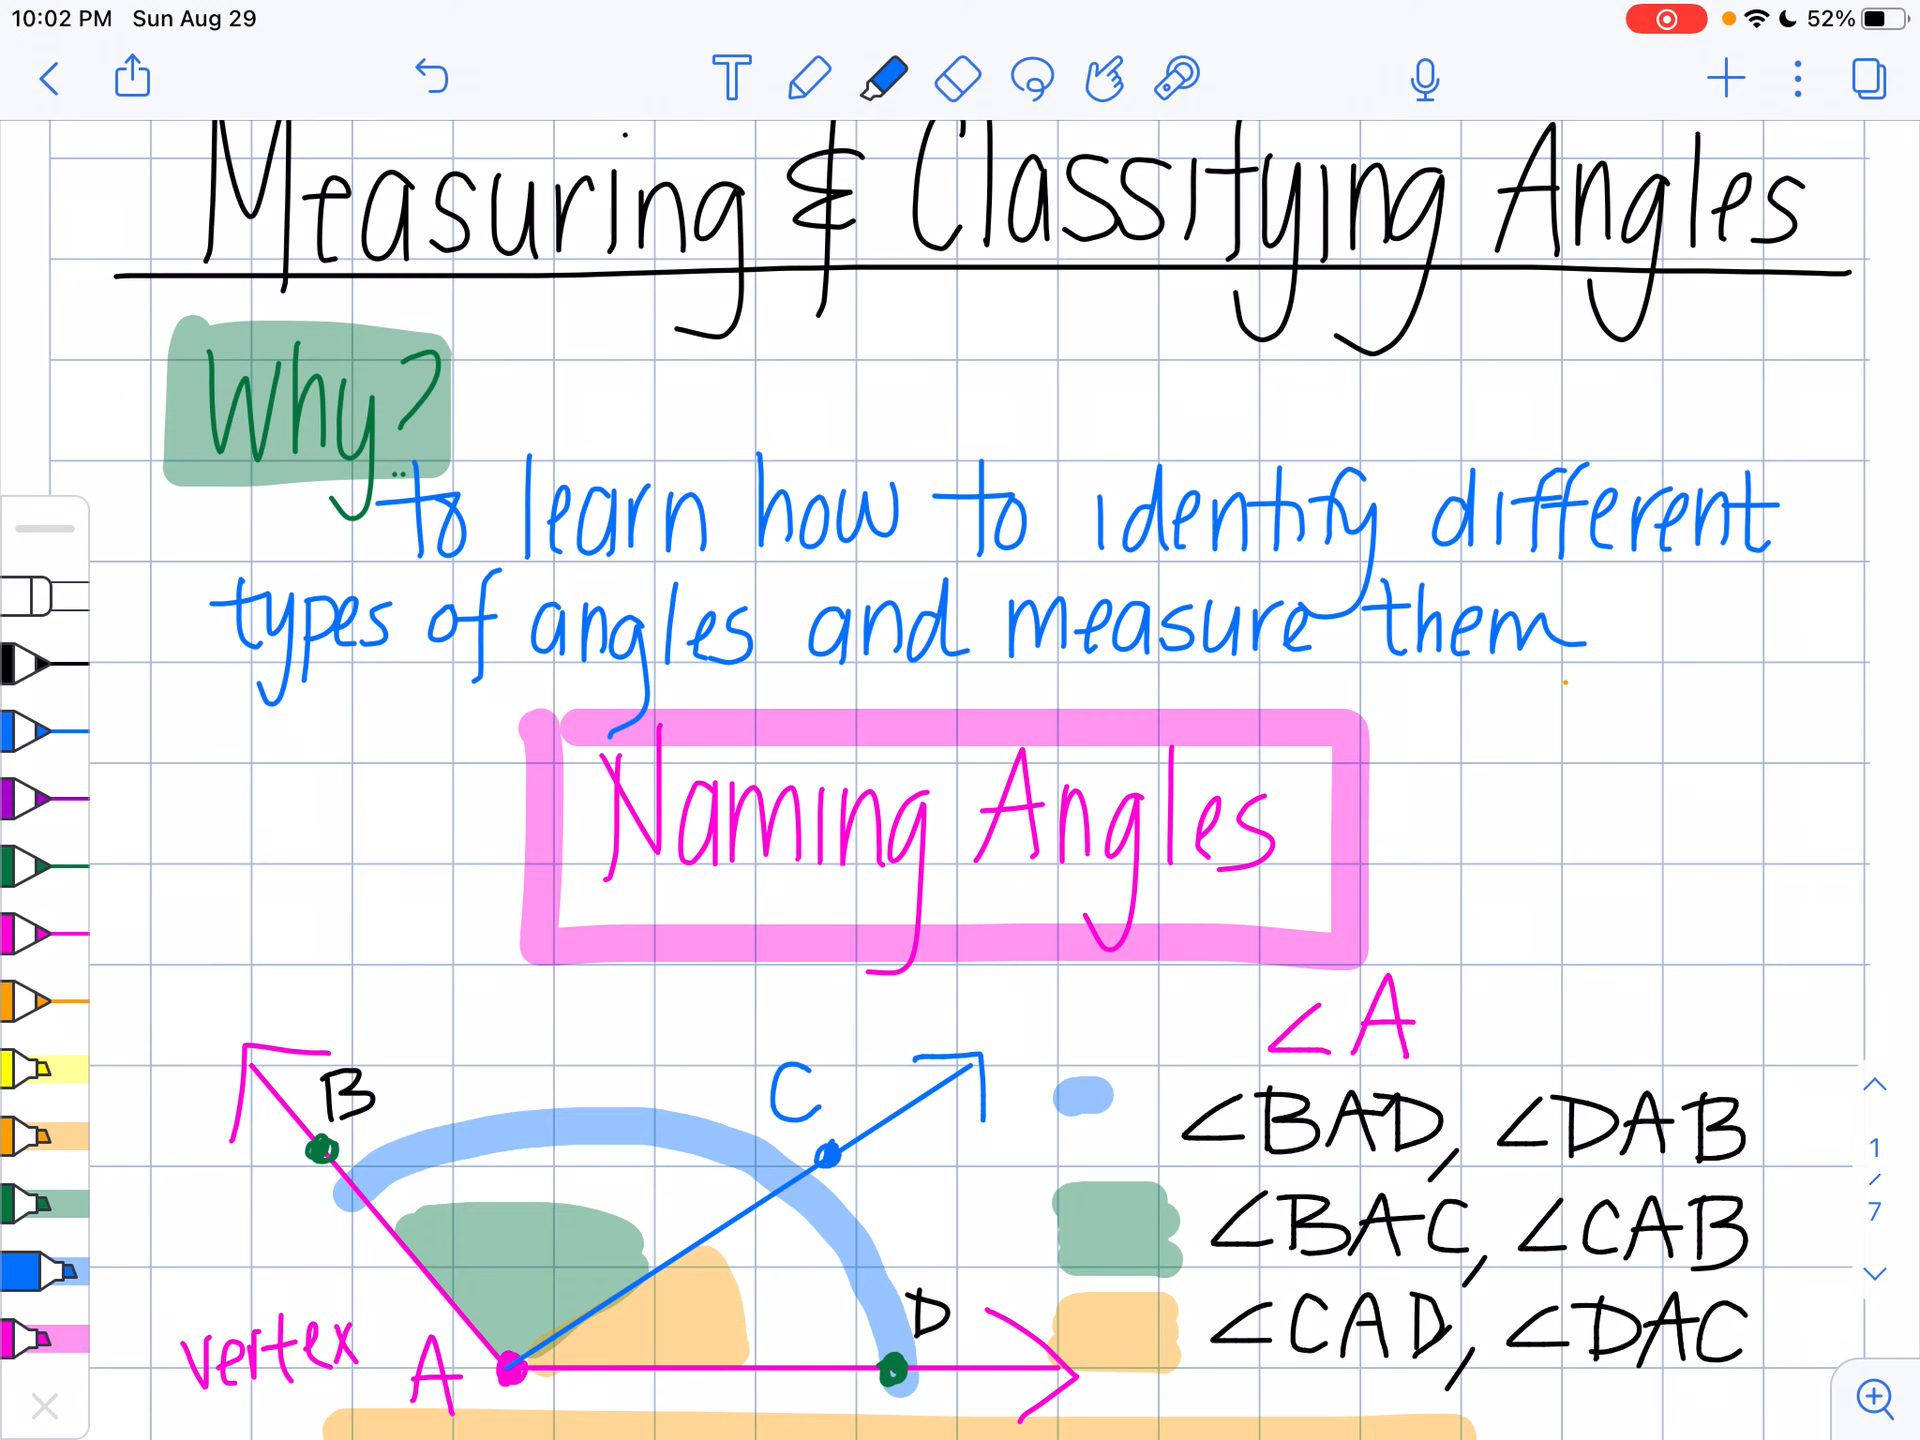 10:02 PM Sun Aug 29
52%
Measuring & Classifying Angles
Why?
to learn how to identify different
types of angles and measure them
Naming Angles
∠A
B
C
∠BAD, ∠DAB
1
/
7
∠BAC, ∠CAB
D
∠CAD, ∠DAC
vertex A